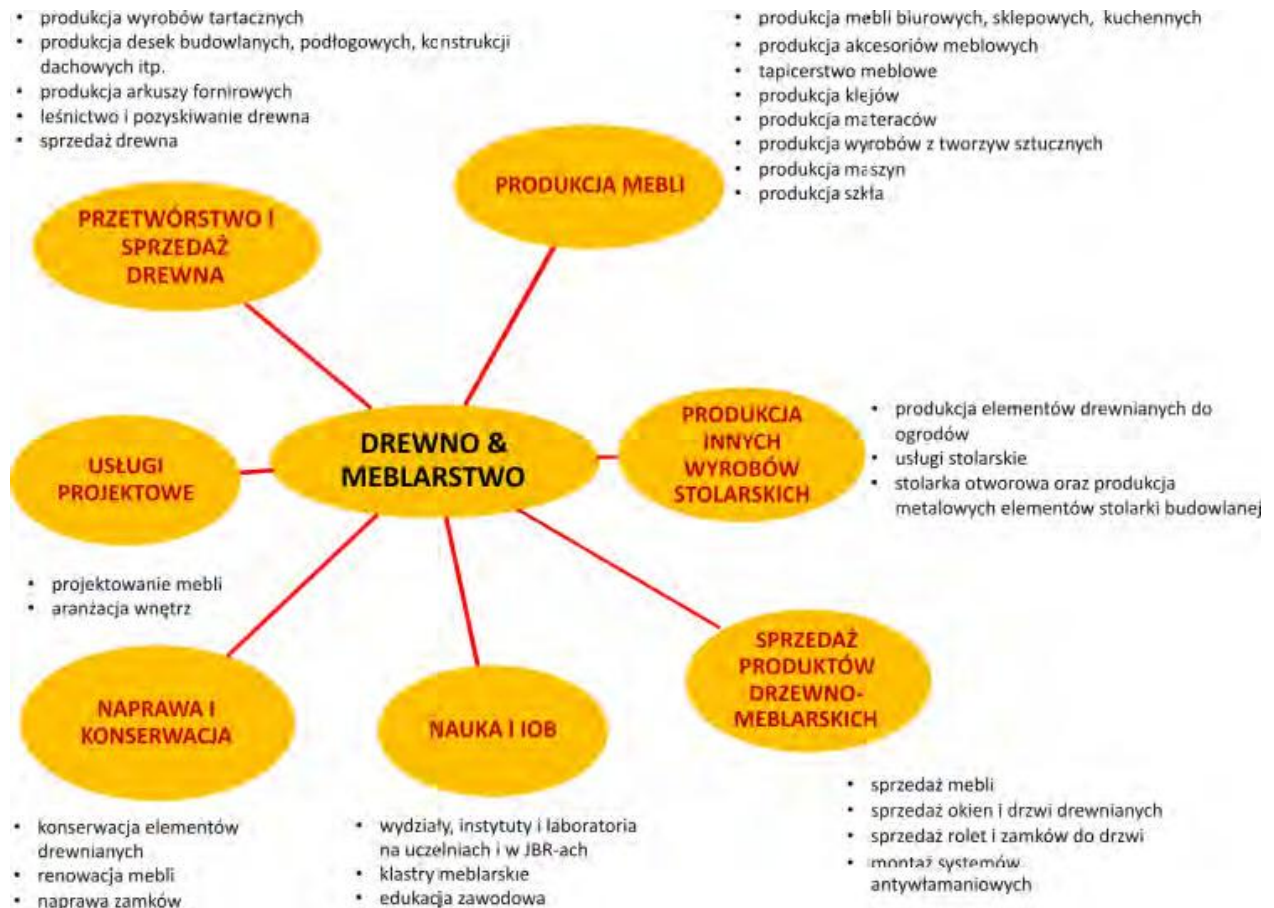 • produkcja wyrobów tartacznych
• produkcja desek budowlanych, podłogowych, konstrukcji
dachowych itp.
• produkcja arkuszy fornirowych
• leśnictwo i pozyskiwanie drewna
• sprzedaż drewna
• produkcja mebli biurowych, sklepowych, kuchennych
• produkcja akcesoriów meblowych
• tapicerstwo meblowe
• produkcja klejów
• produkcja materaców
• produkcja wyrobów z tworzyw sztucznych
• produkcja maszyn
• produkcja szkła
PRODUKCJA MEBLI
PRZETWÓRSTWO I
SPRZEDAŻ
DREWNA
DREWNO &
MEBLARSTWO
PRODUKCJA
INNYCH
WYROBÓW
STOLARSKICH
• produkcja elementów drewnianych do
ogrodów
• usługi stolarskie
• stolarka otworowa oraz produkcja
metalowych elementów stolarki budowlanej
USŁUGI
PROJEKTOWE
• projektowanie mebli
• aranżacja wnętrz
SPRZEDAŻ
PRODUKTÓW
DRZEWNO-
MEBLARSKICH
NAPRAWA I
KONSERWACJA
NAUKA I IOB
• sprzedaż mebli
• sprzedaż okien i drzwi drewnianych
• sprzedaż rolet i zamków do drzwi
• montaż systemów
antywłamaniowych
• konserwacja elementów
drewnianych
• renowacja mebli
• naprawa zamków
• wydziały, instytuty i laboratoria
na uczelniach i w JBR-ach
• klastry meblarskie
• edukacja zawodowa